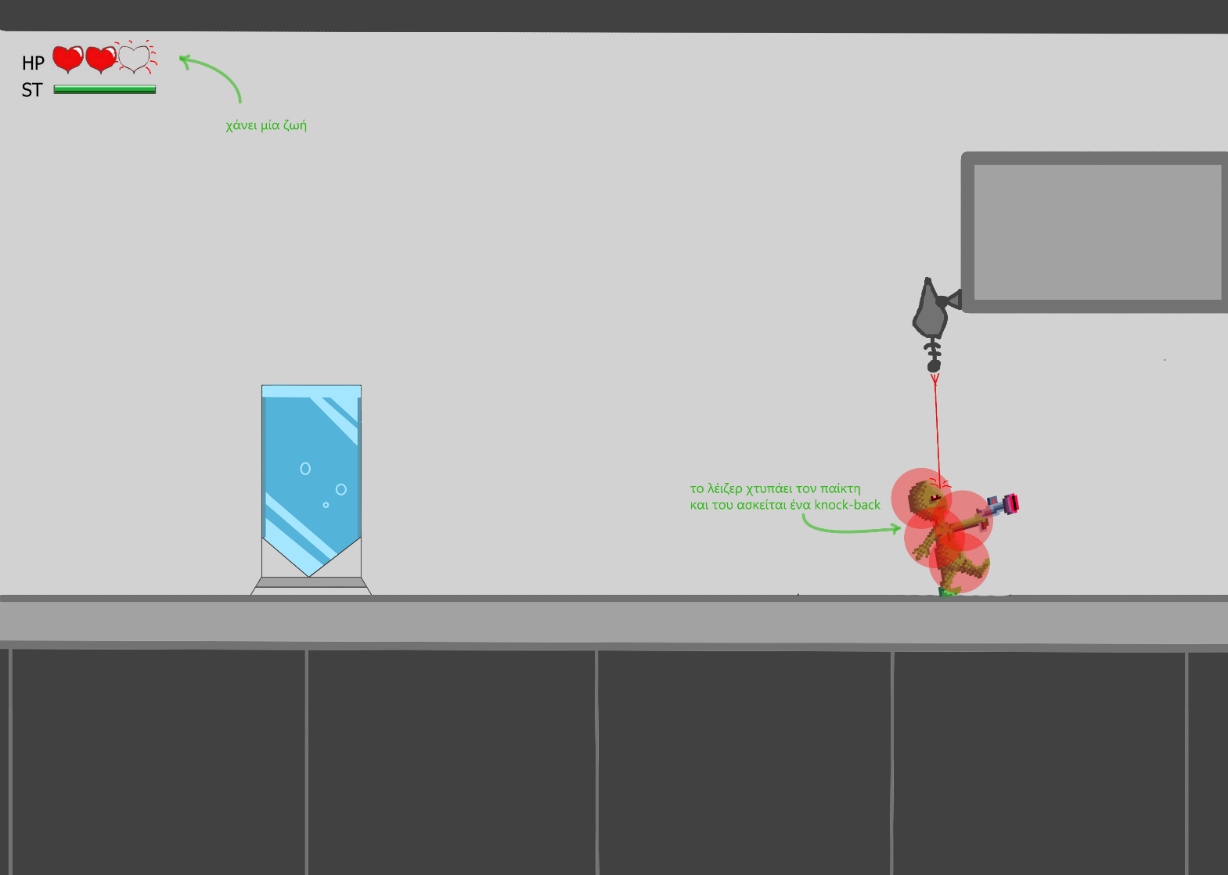 HP
ST
χάνει μία ζωή
το λέιζερ χτυπάει τον παίκτη
και του ασκείται ένα knock-back